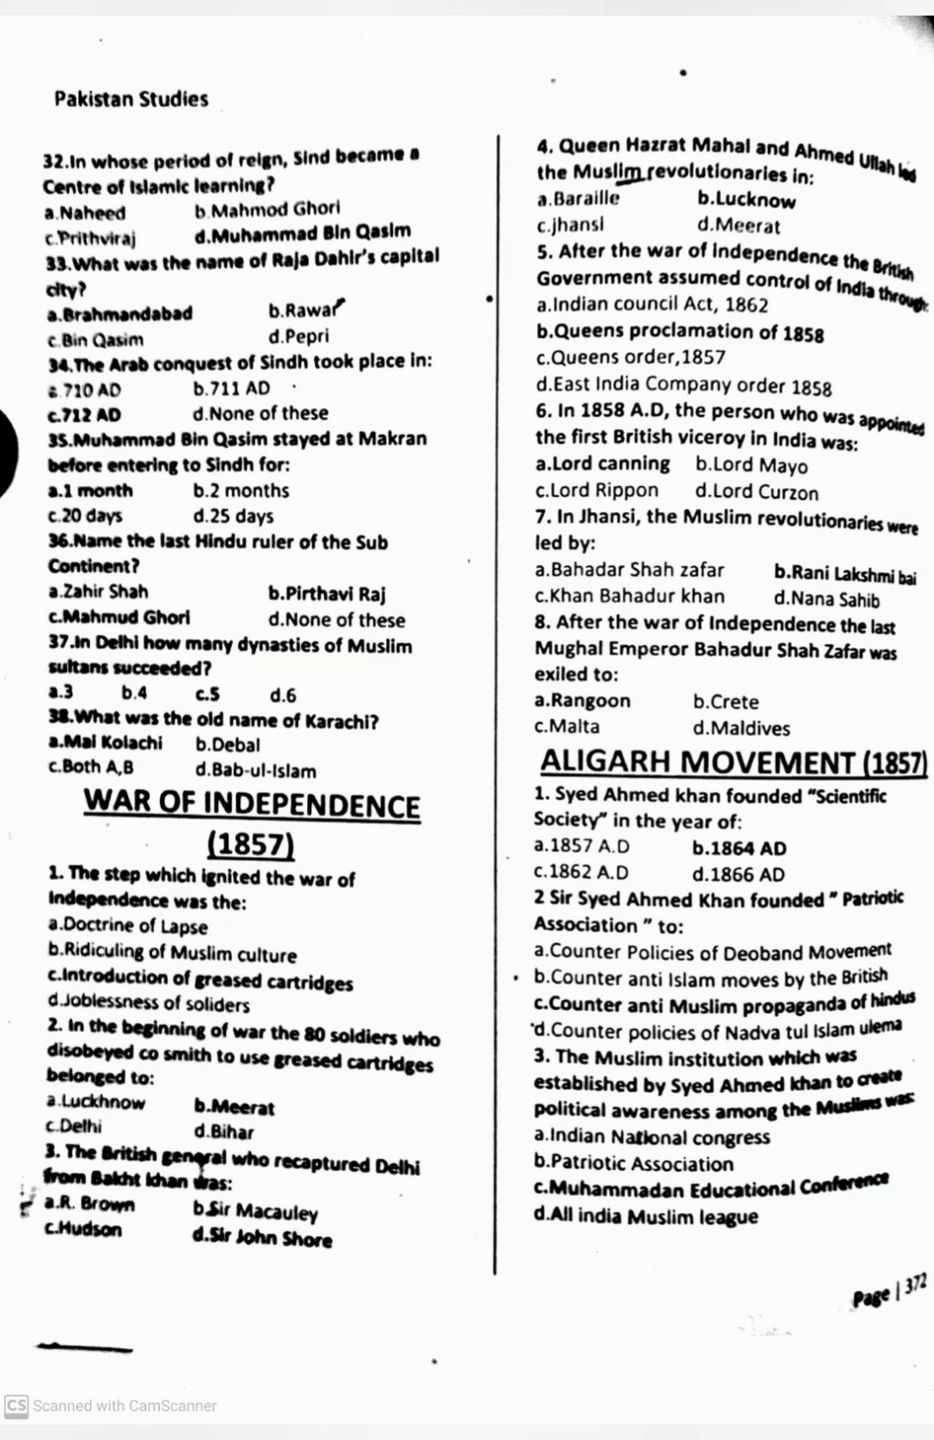 Pakistan Studies
32.In whose period of reign, Sind became a
Centre of Islamic learning?
a.Naheed b.Mahmod Ghori
c.Prithviraj d.Muhammad Bin Qasim
33.What was the name of Raja Dahir's capital
city?
a.Brahmandabad b.Rawar
c.Bin Qasim d.Pepri
34.The Arab conquest of Sindh took place in:
a.710 AD b.711 AD
c.712 AD d.None of these
35.Muhammad Bin Qasim stayed at Makran
before entering to Sindh for:
a.1 month b.2 months
c.20 days d.25 days
36.Name the last Hindu ruler of the Sub
Continent?
a.Zahir Shah b.Pirthavi Raj
c.Mahmud Ghori d.None of these
37.In Delhi how many dynasties of Muslim
sultans succeeded?
a.3 b.4 c.5 d.6
38.What was the old name of Karachi?
a.Mai Kolachi b.Debal
c.Both A,B d.Bab-ul-Islam
WAR OF INDEPENDENCE
(1857)
1. The step which ignited the war of
Independence was the:
a.Doctrine of Lapse
b.Ridiculing of Muslim culture
c.Introduction of greased cartridges
d.Joblessness of soliders
2. In the beginning of war the 80 soldiers who
disobeyed co smith to use greased cartridges
belonged to:
a.Luckhnow b.Meerat
c.Delhi d.Bihar
3. The British general who recaptured Delhi
from Bakht khan was:
a.R. Brown b.Sir Macauley
c.Hudson d.Sir John Shore
4. Queen Hazrat Mahal and Ahmed Ullah led
the Muslim revolutionaries in:
a.Baraille b.Lucknow
c.jhansi d.Meerat
5. After the war of Independence the British
Government assumed control of India through:
a.Indian council Act, 1862
b.Queens proclamation of 1858
c.Queens order,1857
d.East India Company order 1858
6. In 1858 A.D, the person who was appointed
the first British viceroy in India was:
a.Lord canning b.Lord Mayo
c.Lord Rippon d.Lord Curzon
7. In Jhansi, the Muslim revolutionaries were
led by:
a.Bahadar Shah zafar b.Rani Lakshmi bai
c.Khan Bahadur khan d.Nana Sahib
8. After the war of Independence the last
Mughal Emperor Bahadur Shah Zafar was
exiled to:
a.Rangoon b.Crete
c.Malta d.Maldives
ALIGARH MOVEMENT (1857)
1. Syed Ahmed khan founded "Scientific
Society" in the year of:
a.1857 A.D b.1864 AD
c.1862 A.D d.1866 AD
2 Sir Syed Ahmed Khan founded " Patriotic
Association " to:
a.Counter Policies of Deoband Movement
b.Counter anti Islam moves by the British
c.Counter anti Muslim propaganda of hindus
d.Counter policies of Nadva tul Islam ulema
3. The Muslim institution which was
established by Syed Ahmed khan to create
political awareness among the Muslims was:
a.Indian National congress
b.Patriotic Association
c.Muhammadan Educational Conference
d.All india Muslim league
Page | 372
CS Scanned with CamScanner